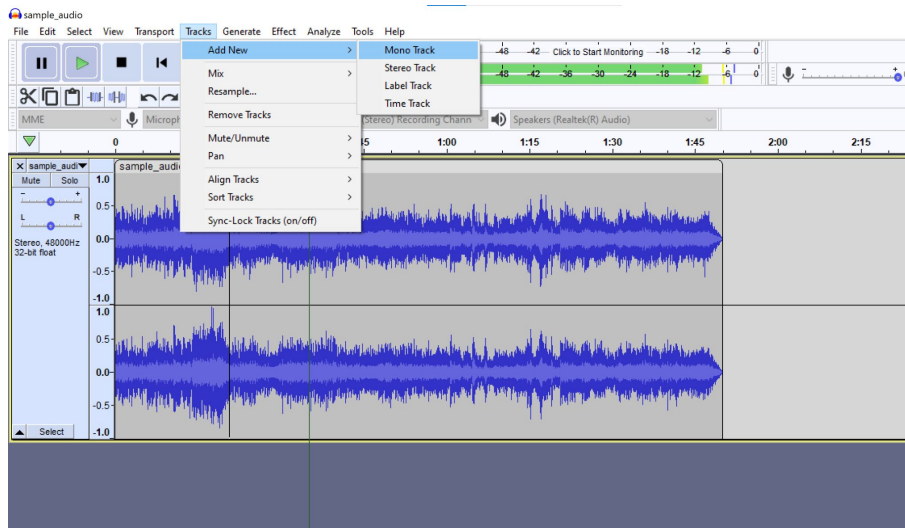 sample_audio
File Edit Select View Transport Tracks Generate Effect Analyze Tools Help
Add New > Mono Track
Stereo Track
Label Track
Time Track
Mix >
Resample...
Remove Tracks
Mute/Unmute >
Pan >
Align Tracks >
Sort Tracks >
Sync-Lock Tracks (on/off)
-48 -42 Click to Start Monitoring -18 -12 -6 0
-48 -42 -36 -30 -24 -18 -12 -6 0
- +
MME Microph (Stereo) Recording Chann Speakers (Realtek(R) Audio)
0 45 1:00 1:15 1:30 1:45 2:00 2:15
X sample_audi sample_audi
Mute Solo 1.0
- + 0.5
L R 0.0
Stereo, 48000Hz
32-bit float -0.5
-1.0
1.0
0.5
0.0
-0.5
Select -1.0